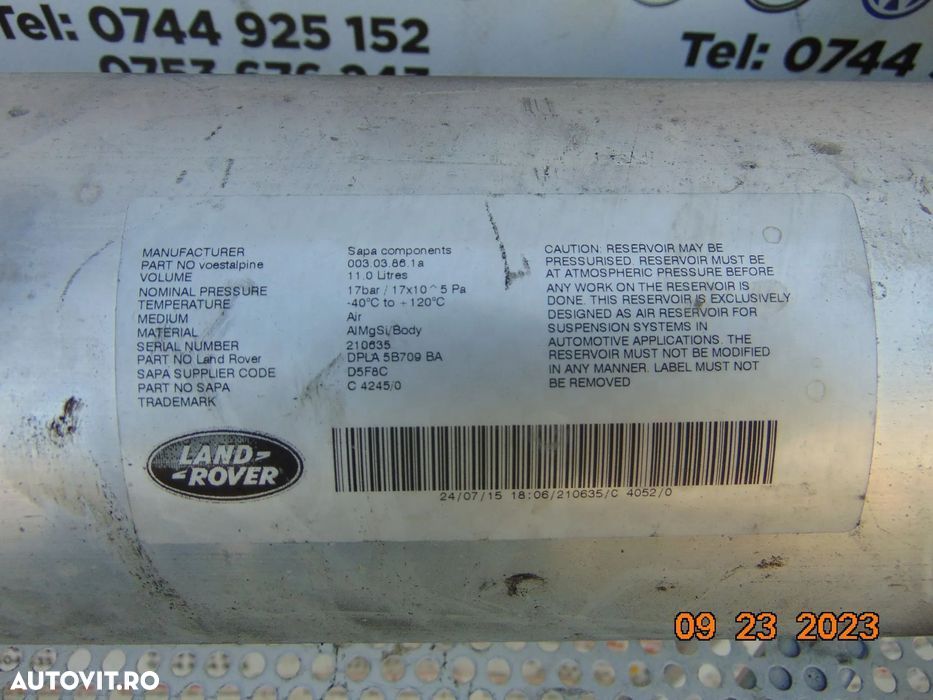 Tel: 0744 925 152
Tel: 0744
MANUFACTURER Sapa components
PART NO voestalpine 003.03.86.1a
VOLUME 11.0 Litres
NOMINAL PRESSURE 17bar / 17x10^5 Pa
TEMPERATURE -40°C to +120°C
MEDIUM Air
MATERIAL AlMgSi/Body
SERIAL NUMBER 210635
PART NO Land Rover DPLA 5B709 BA
SAPA SUPPLIER CODE D5F8C
PART NO SAPA C 4245/0
TRADEMARK
CAUTION: RESERVOIR MAY BE
PRESSURISED. RESERVOIR MUST BE
AT ATMOSPHERIC PRESSURE BEFORE
ANY WORK ON THE RESERVOIR IS
DONE. THIS RESERVOIR IS EXCLUSIVELY
DESIGNED AS AIR RESERVOIR FOR
SUSPENSION SYSTEMS IN
AUTOMOTIVE APPLICATIONS. THE
RESERVOIR MUST NOT BE MODIFIED
IN ANY MANNER. LABEL MUST NOT
BE REMOVED
LAND
ROVER
24/07/15 18:06/210635/C 4052/0
09 23 2023
AUTOVIT.RO